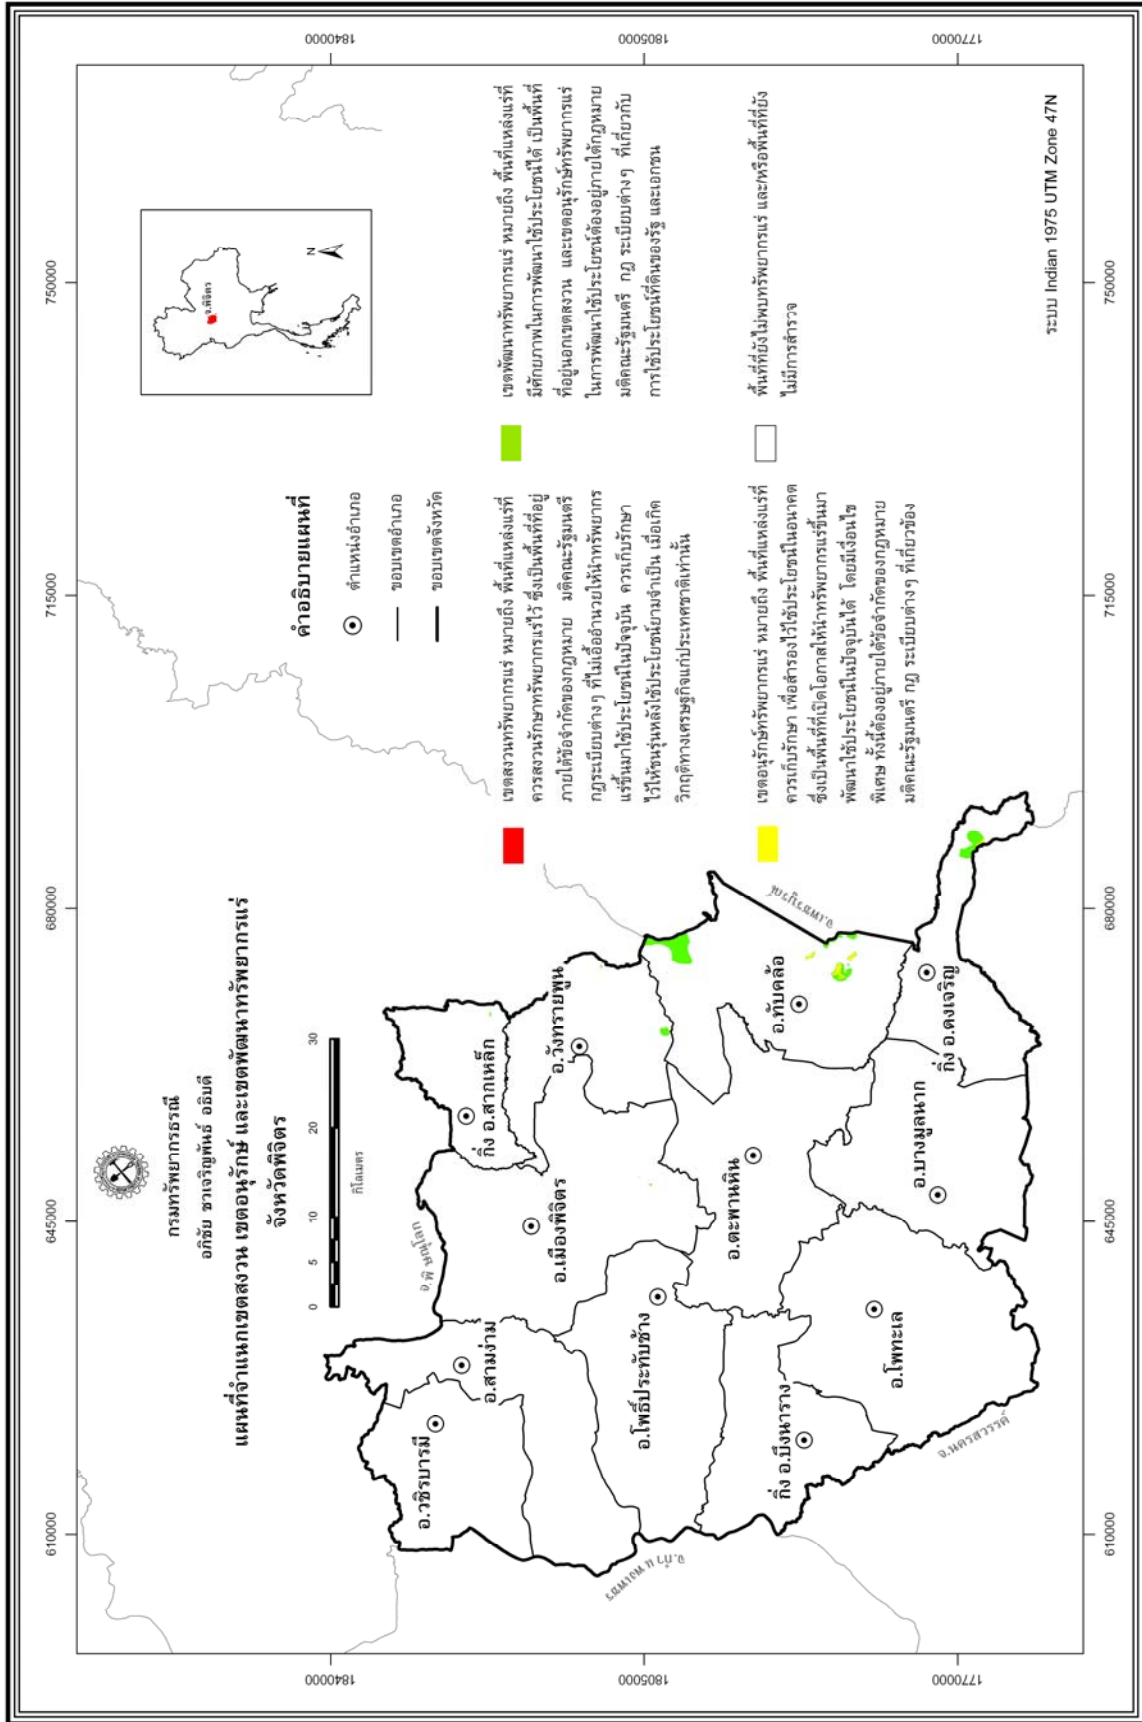 กรมทรัพยากรธรณี
อภิชัย ชวเจริญพันธ์ อธิบดี
แผนที่จำแนกเขตสงวน เขตอนุรักษ์ และเขตพัฒนาทรัพยากรแร่
จังหวัดพิจิตร
0 5 10 20 30
กิโลเมตร
จ.พิจิตร
N
คำอธิบายแผนที่
ตำแหน่งอำเภอ
ขอบเขตอำเภอ
ขอบเขตจังหวัด
เขตสงวนทรัพยากรแร่ หมายถึง พื้นที่แหล่งแร่ที่
ควรสงวนรักษาทรัพยากรแร่ไว้ ซึ่งเป็นพื้นที่ที่อยู่
ภายใต้ข้อจำกัดของกฎหมาย มติคณะรัฐมนตรี
กฎระเบียบต่างๆ ที่ไม่เอื้ออำนวยให้นำทรัพยากร
แร่ขึ้นมาใช้ประโยชน์ในปัจจุบัน ควรเก็บรักษา
ไว้ให้ชนรุ่นหลังใช้ประโยชน์ยามจำเป็น เมื่อเกิด
วิกฤติทางเศรษฐกิจแก่ประเทศชาติเท่านั้น
เขตพัฒนาทรัพยากรแร่ หมายถึง พื้นที่แหล่งแร่ที่
มีศักยภาพในการพัฒนาใช้ประโยชน์ได้ เป็นพื้นที่
ที่อยู่นอกเขตสงวน และเขตอนุรักษ์ทรัพยากรแร่
ในการพัฒนาใช้ประโยชน์ต้องอยู่ภายใต้กฎหมาย
มติคณะรัฐมนตรี กฎ ระเบียบต่างๆ ที่เกี่ยวกับ
การใช้ประโยชน์ที่ดินของรัฐ และเอกชน
เขตอนุรักษ์ทรัพยากรแร่ หมายถึง พื้นที่แหล่งแร่ที่
ควรเก็บรักษา เพื่อสำรองไว้ใช้ประโยชน์ในอนาคต
ซึ่งเป็นพื้นที่ที่เปิดโอกาสให้นำทรัพยากรแร่ขึ้นมา
พัฒนาใช้ประโยชน์ในปัจจุบันได้ โดยมีเงื่อนไข
พิเศษ ทั้งนี้ต้องอยู่ภายใต้ข้อจำกัดของกฎหมาย
มติคณะรัฐมนตรี กฎ ระเบียบต่างๆ ที่เกี่ยวข้อง
พื้นที่ที่ยังไม่พบทรัพยากรแร่ และ/หรือพื้นที่ที่ยัง
ไม่มีการสำรวจ
ระบบ Indian 1975 UTM Zone 47N
610000 645000 680000 715000 750000
1840000
1805000
1770000
1840000
1805000
1770000
610000 645000 680000 715000 750000
จ.พิษณุโลก
อ.วชิรบารมี
อ.สามง่าม
กิ่ง อ.สากเหล็ก
อ.เมืองพิจิตร
อ.วังทรายพูน
อ.โพธิ์ประทับช้าง
อ.ตะพานหิน
อ.ทับคล้อ
กิ่ง อ.บึงนาราง
อ.โพทะเล
อ.บางมูลนาก
กิ่ง อ.ดงเจริญ
จ.กำแพงเพชร
จ.นครสวรรค์
จ.เพชรบูรณ์